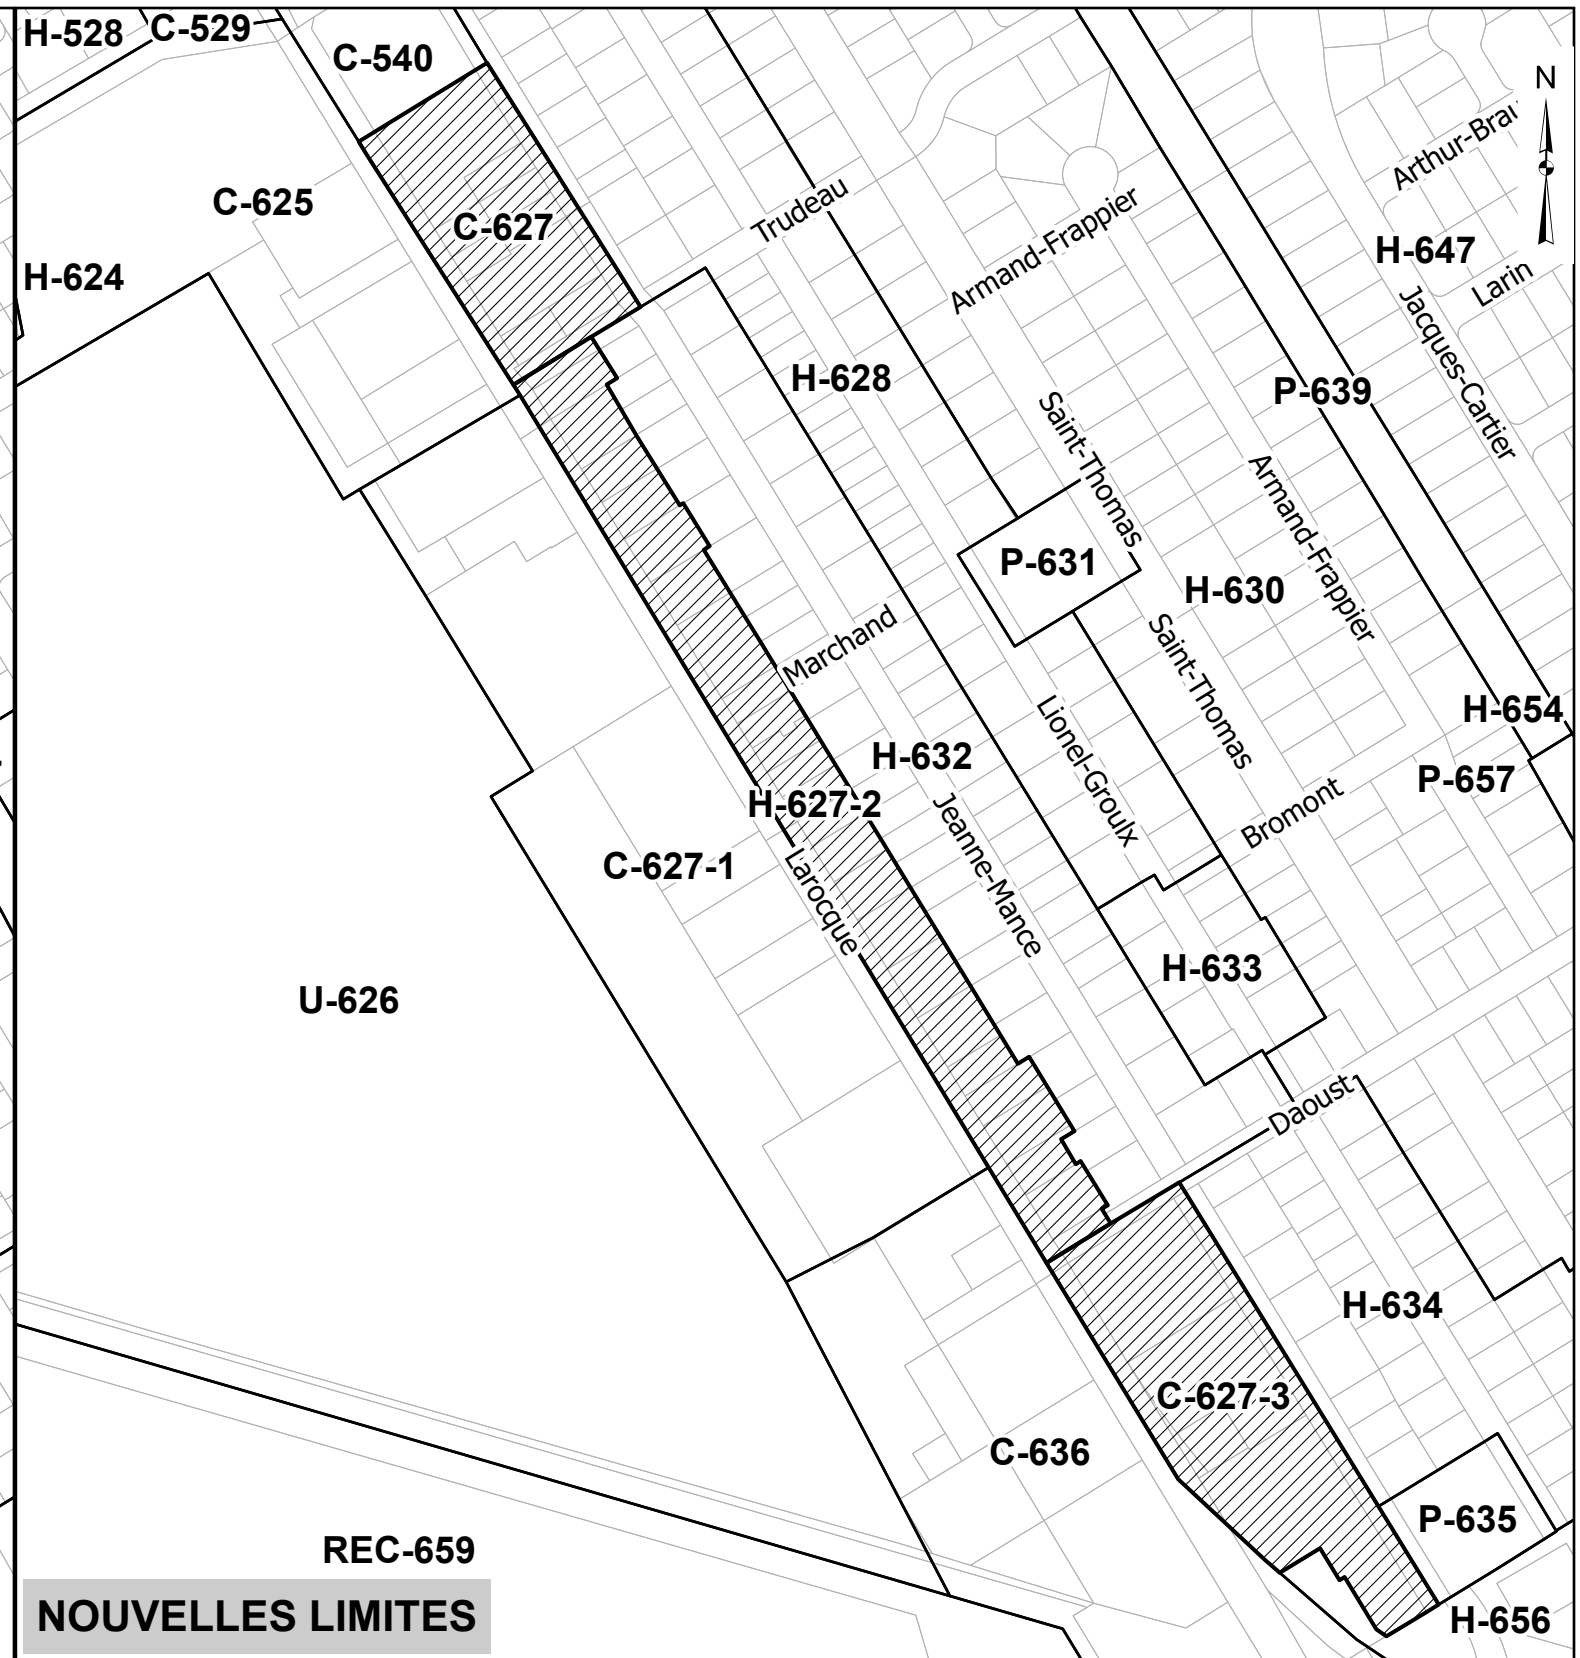 H-528
C-529
C-540
N
Arthur-Brau
C-625
C-627
Trudeau
Armand-Frappier
H-647
Larin
H-624
H-628
P-639
Jacques-Cartier
Saint-Thomas
Armand-Frappier
P-631
H-630
Marchand
Saint-Thomas
Lionel-Groulx
H-654
H-632
P-657
H-627-2
Bromont
Jeanne-Mance
C-627-1
Larocque
H-633
U-626
Daoust
H-634
C-627-3
C-636
P-635
REC-659
NOUVELLES LIMITES
H-656